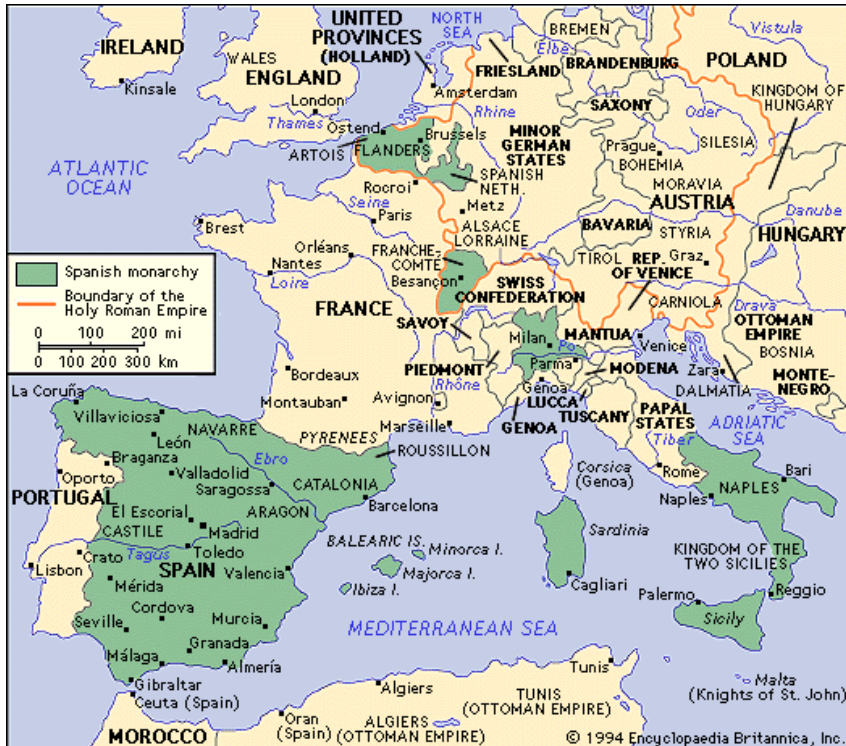 IRELAND
Kinsale
WALES
ENGLAND
London
Thames
UNITED
PROVINCES
(HOLLAND)
NORTH
SEA
Amsterdam
FRIESLAND
BREMEN
Elbe
BRANDENBURG
SAXONY
POLAND
Vistula
KINGDOM OF
HUNGARY
Oder
SILESIA
Rhine
MINOR
GERMAN
STATES
Prague
BOHEMIA
MORAVIA
AUSTRIA
Ostend
Brussels
ARTOIS
FLANDERS
SPANISH
NETH.
ATLANTIC
OCEAN
Rocroi
Metz
Seine
Paris
Brest
ALSACE
LORRAINE
Orléans
Nantes
Loire
FRANCHE-
COMTÉ
Besançon
BAVARIA
STYRIA
Danube
HUNGARY
TIROL
REP.
OF VENICE
Graz
SWISS
CONFEDERATION
CARNIOLA
Drava
Spanish monarchy
Boundary of the
Holy Roman Empire
0 100 200 mi
0 100 200 300 km
FRANCE
SAVOY
Milan
MANTUA
Po
Venice
OTTOMAN
EMPIRE
BOSNIA
PIEDMONT
Parma
MODENA
Zara
DALMATIA
MONTE-
NEGRO
Bordeaux
Montauban
Avignon
Rhône
Genoa
LUCCA
TUSCANY
GENOA
PAPAL
STATES
ADRIATIC
SEA
Marseille
Tiber
La Coruña
Villaviciosa
NAVARRE
PYRENEES
León
ROUSSILLON
Corsica
(Genoa)
Rome
Bari
Braganza
Ebro
Oporto
Valladolid
Saragossa
CATALONIA
NAPLES
Naples
PORTUGAL
El Escorial
ARAGON
Barcelona
CASTILE
Madrid
Sardinia
BALEARIC IS.
Minorca I.
Crato
Tagus
Toledo
KINGDOM OF THE
TWO SICILIES
Lisbon
SPAIN
Valencia
Majorca I.
Mérida
Ibiza I.
Cagliari
Palermo
Reggio
Cordova
Seville
Murcia
Sicily
MEDITERRANEAN SEA
Granada
Málaga
Almería
Tunis
Gibraltar
Ceuta (Spain)
Algiers
Malta
(Knights of St. John)
TUNIS
(OTTOMAN EMPIRE)
Oran
(Spain)
ALGIERS
(OTTOMAN EMPIRE)
MOROCCO
© 1994 Encyclopaedia Britannica, Inc.